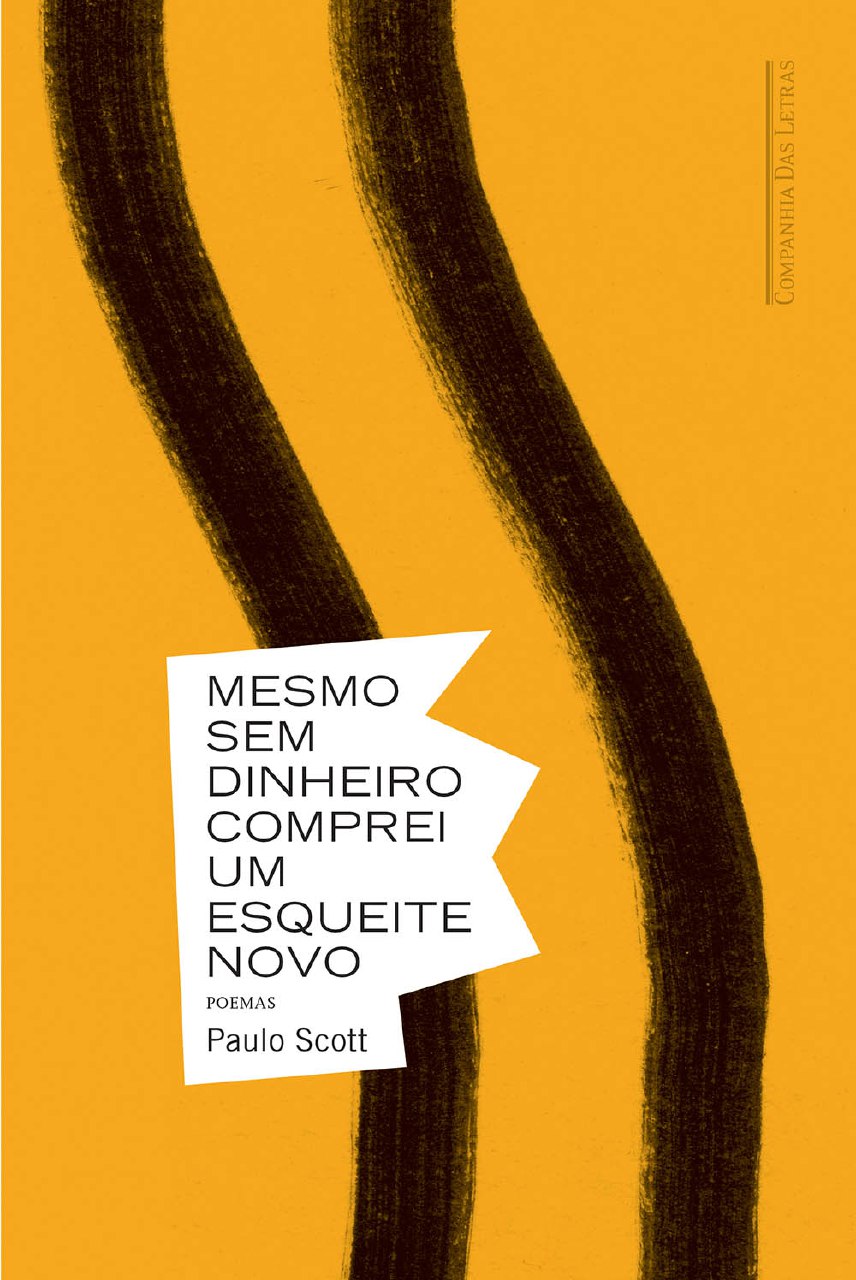 COMPANHIA DAS LETRAS
MESMO
SEM
DINHEIRO
COMPREI
UM
ESQUEITE
NOVO
POEMAS
Paulo Scott